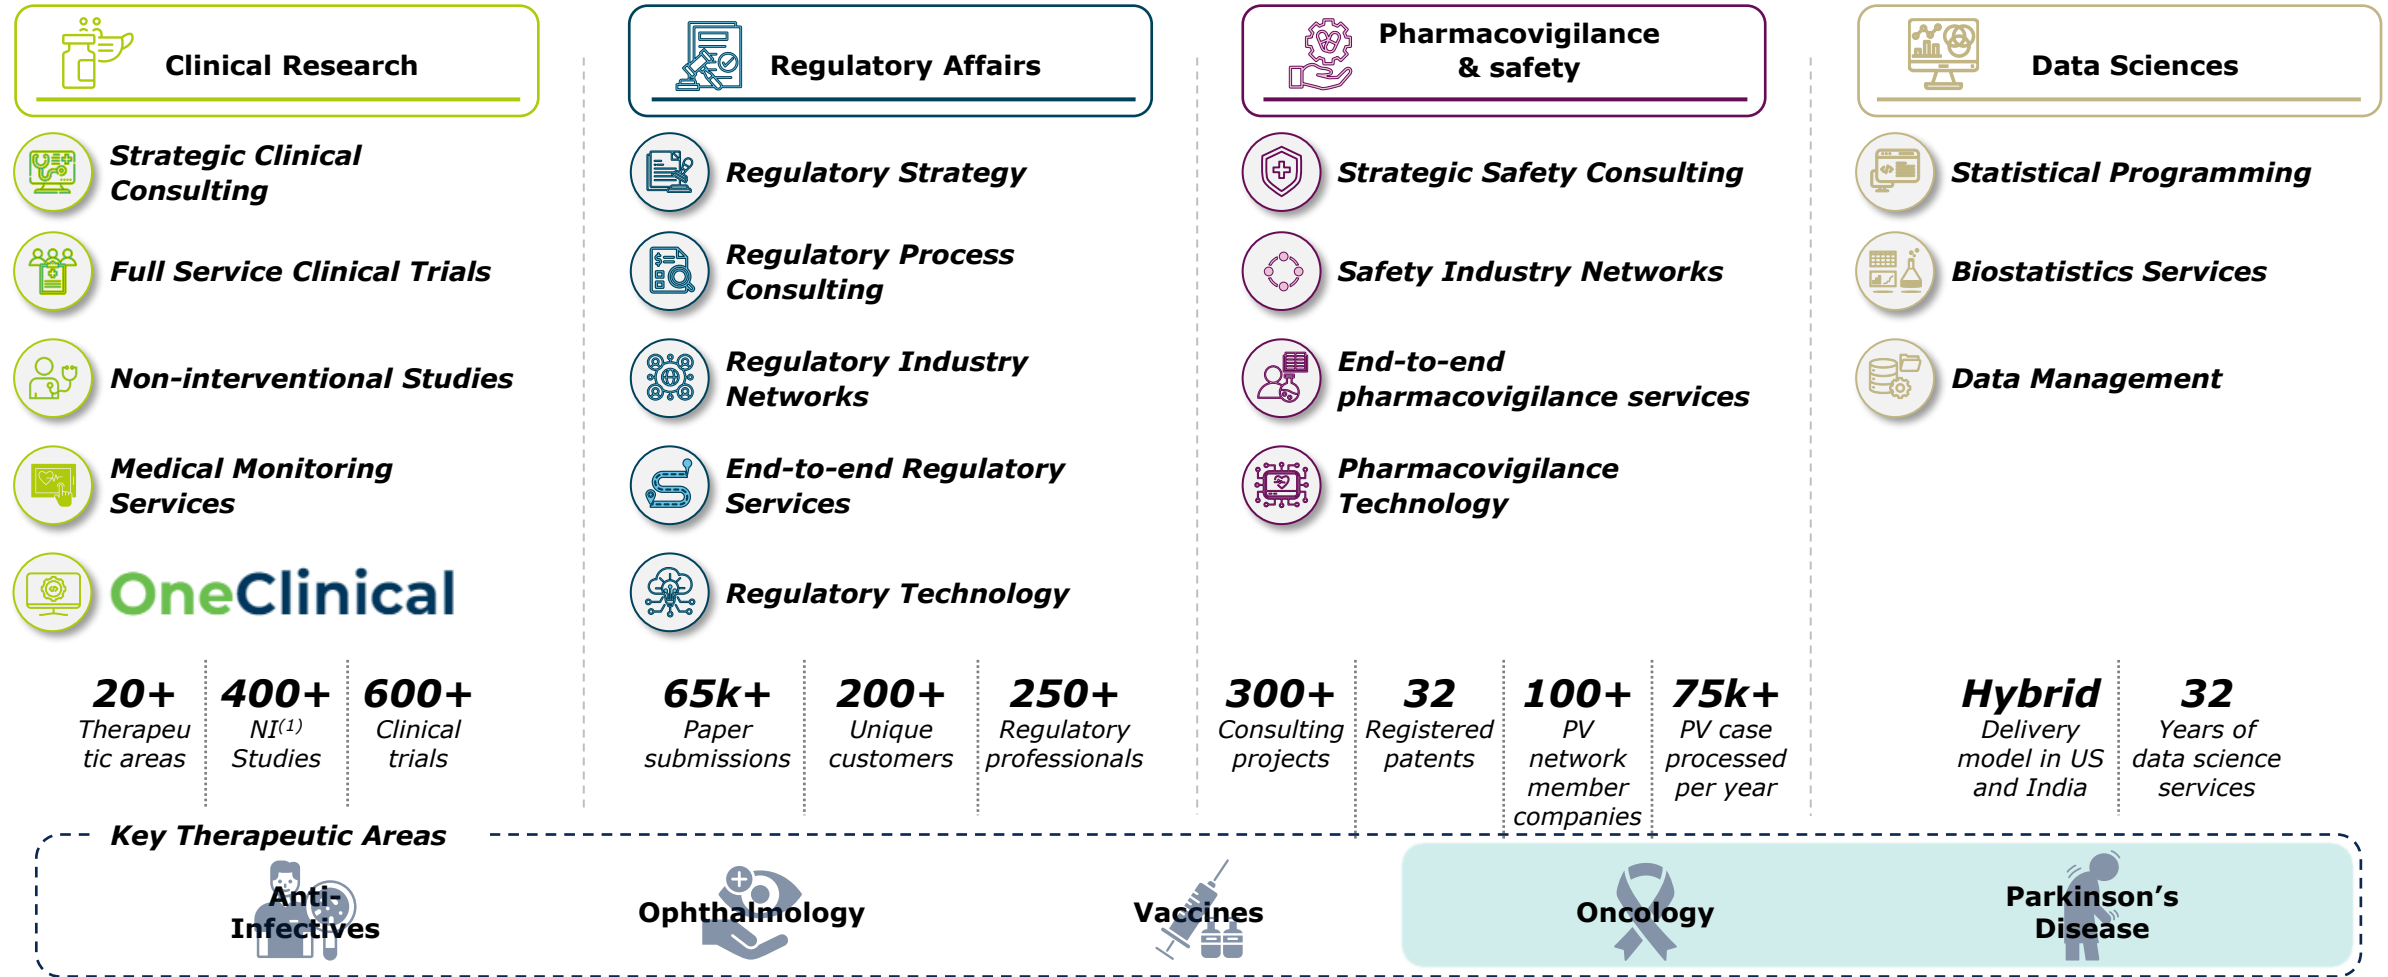 Clinical Research
Strategic Clinical
Consulting
Full Service Clinical Trials
Non-interventional Studies
Medical Monitoring
Services
OneClinical
20+
Therapeu
tic areas
400+
NI(1)
Studies
600+
Clinical
trials
Regulatory Affairs
Regulatory Strategy
Regulatory Process
Consulting
Regulatory Industry
Networks
End-to-end Regulatory
Services
Regulatory Technology
65k+
Paper
submissions
200+
Unique
customers
250+
Regulatory
professionals
Pharmacovigilance
& safety
Strategic Safety Consulting
Safety Industry Networks
End-to-end
pharmacovigilance services
Pharmacovigilance
Technology
300+
Consulting
projects
32
Registered
patents
100+
PV
network
member
companies
75k+
PV case
processed
per year
Data Sciences
Statistical Programming
Biostatistics Services
Data Management
Hybrid
Delivery
model in US
and India
32
Years of
data science
services
Key Therapeutic Areas
Anti-
Infectives
Ophthalmology
Vaccines
Oncology
Parkinson’s
Disease